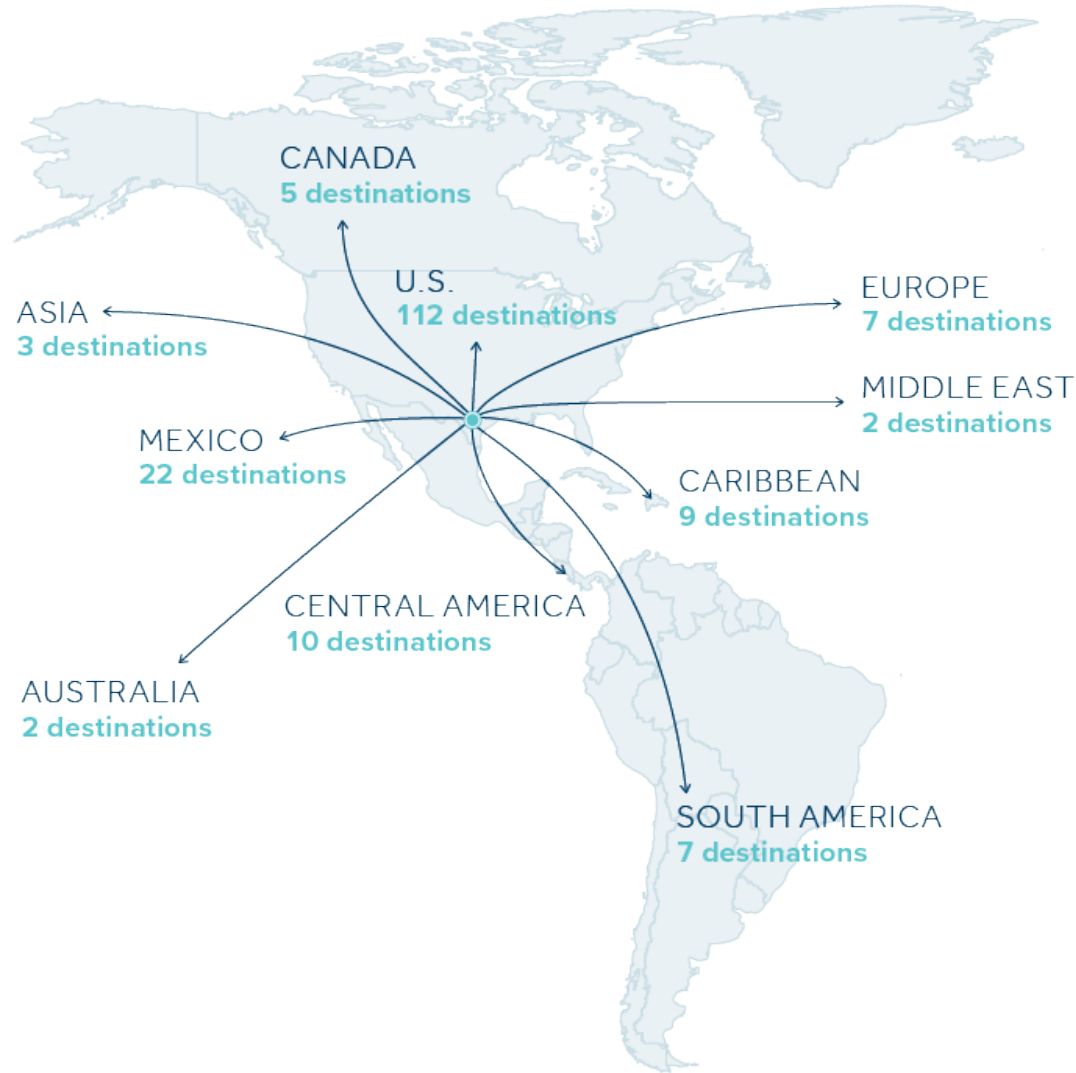 CANADA
5 destinations
U.S.
112 destinations
ASIA
3 destinations
EUROPE
7 destinations
MIDDLE EAST
2 destinations
MEXICO
22 destinations
CARIBBEAN
9 destinations
CENTRAL AMERICA
10 destinations
AUSTRALIA
2 destinations
SOUTH AMERICA
7 destinations